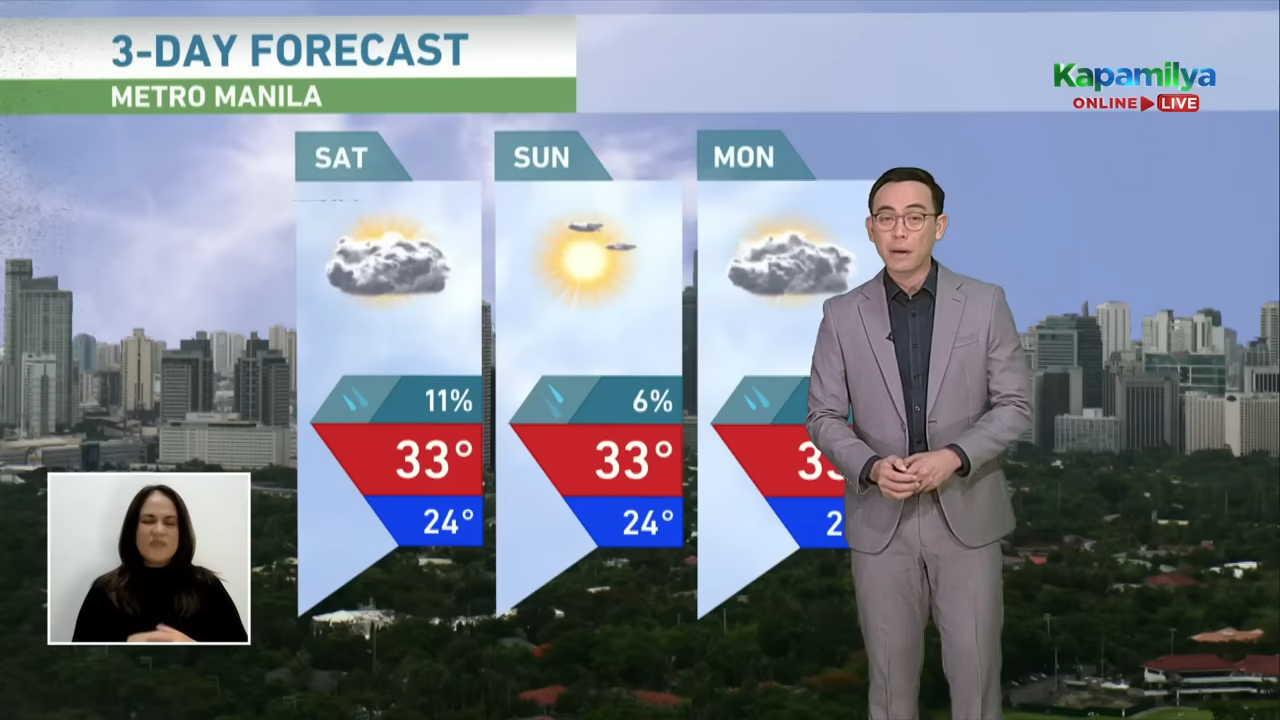 3-DAY FORECAST
METRO MANILA
Kapamilya
ONLINE LIVE
SAT
SUN
MON
11%
6%
33°
33°
24°
24°